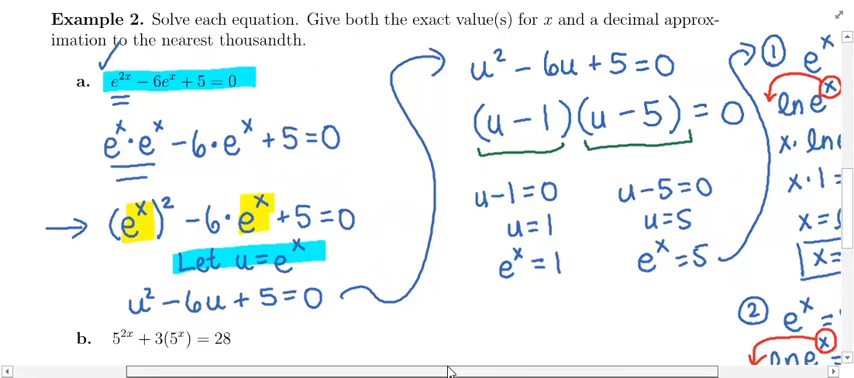 Example 2. Solve each equation. Give both the exact value(s) for x and a decimal approx-
imation to the nearest thousandth.
a. e^{2x} − 6e^x + 5 = 0
e^x · e^x − 6 · e^x + 5 = 0
→ (e^x)^2 − 6 · e^x + 5 = 0
Let u = e^x
u^2 − 6u + 5 = 0
b. 5^{2x} + 3(5^x) = 28
u^2 − 6u + 5 = 0
(u − 1)(u − 5) = 0
u − 1 = 0 u − 5 = 0
u = 1 u = 5
e^x = 1 e^x = 5
① e^x
ln e^x
x · ln
x · 1 =
x =
x =
② e^x =
ln e^x =